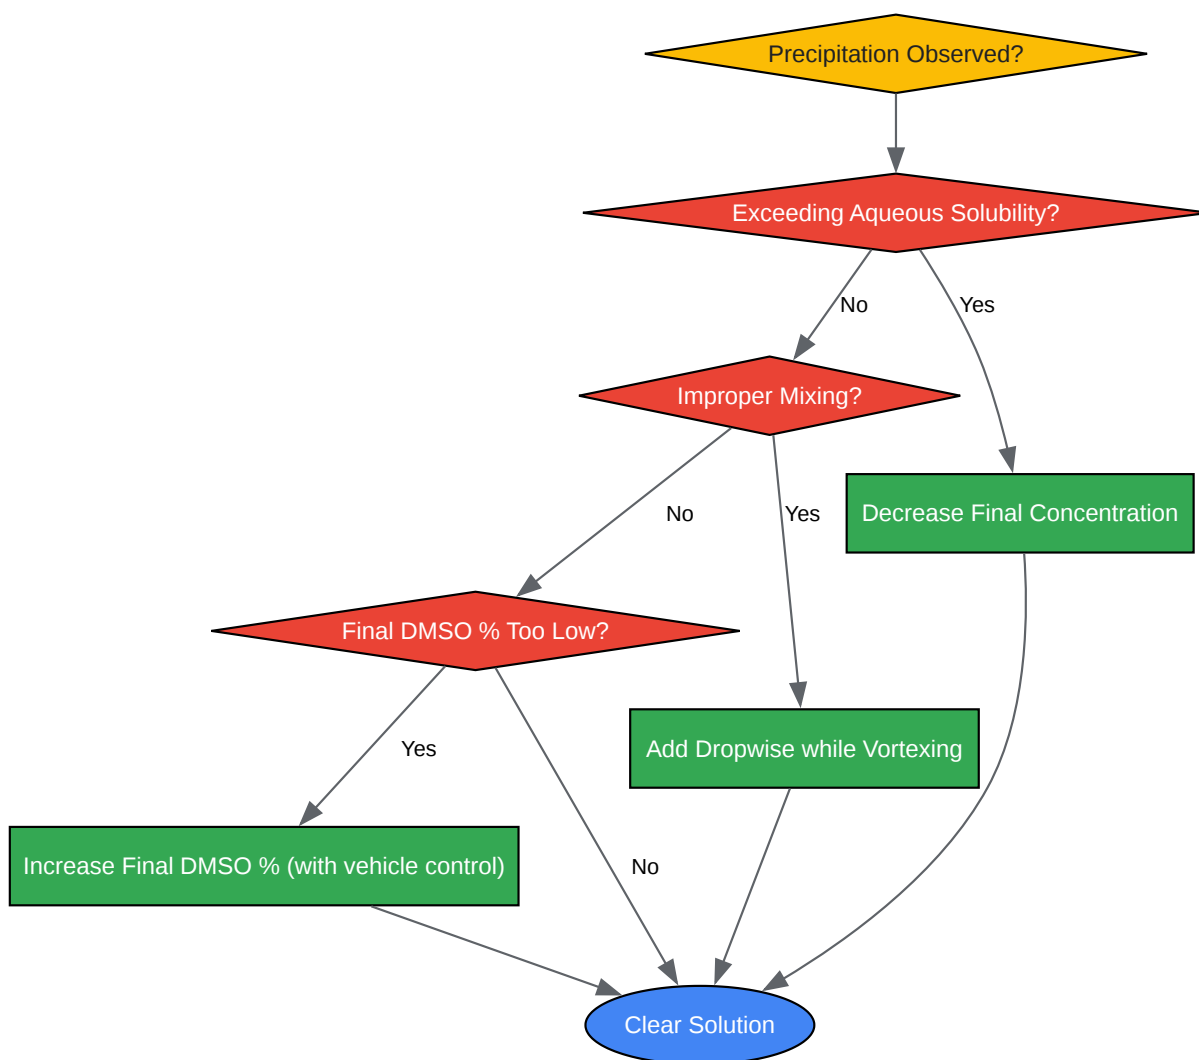 Precipitation Observed?
Exceeding Aqueous Solubility?
No
Yes
Improper Mixing?
No
Yes
Decrease Final Concentration
Final DMSO % Too Low?
Yes
Add Dropwise while Vortexing
Increase Final DMSO % (with vehicle control)
No
Clear Solution